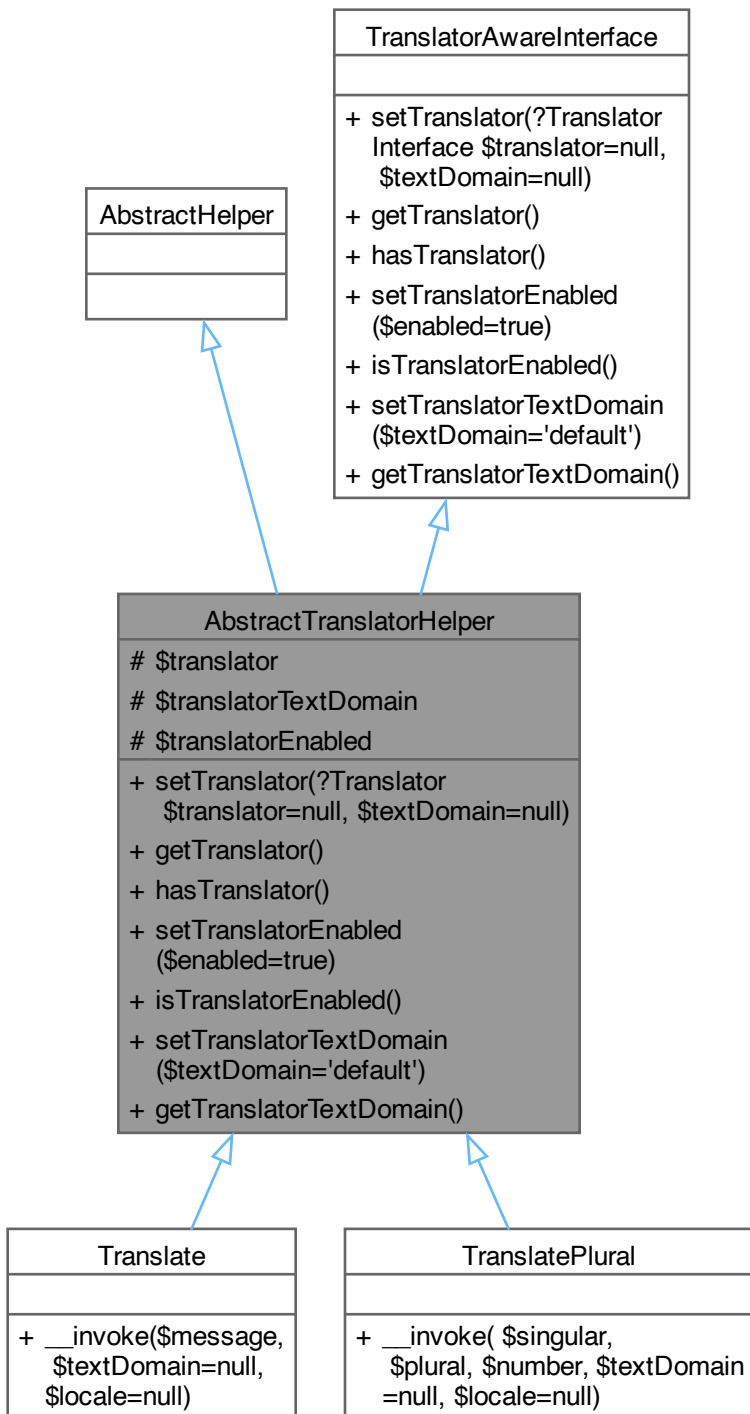 TranslatorAwareInterface
+ setTranslator(?Translator
Interface $translator=null,
$textDomain=null)
+ getTranslator()
+ hasTranslator()
+ setTranslatorEnabled
($enabled=true)
+ isTranslatorEnabled()
+ setTranslatorTextDomain
($textDomain='default')
+ getTranslatorTextDomain()
AbstractHelper
AbstractTranslatorHelper
# $translator
# $translatorTextDomain
# $translatorEnabled
+ setTranslator(?Translator
$translator=null, $textDomain=null)
+ getTranslator()
+ hasTranslator()
+ setTranslatorEnabled
($enabled=true)
+ isTranslatorEnabled()
+ setTranslatorTextDomain
($textDomain='default')
+ getTranslatorTextDomain()
Translate
+ __invoke($message,
$textDomain=null,
$locale=null)
TranslatePlural
+ __invoke( $singular,
$plural, $number, $textDomain
=null, $locale=null)